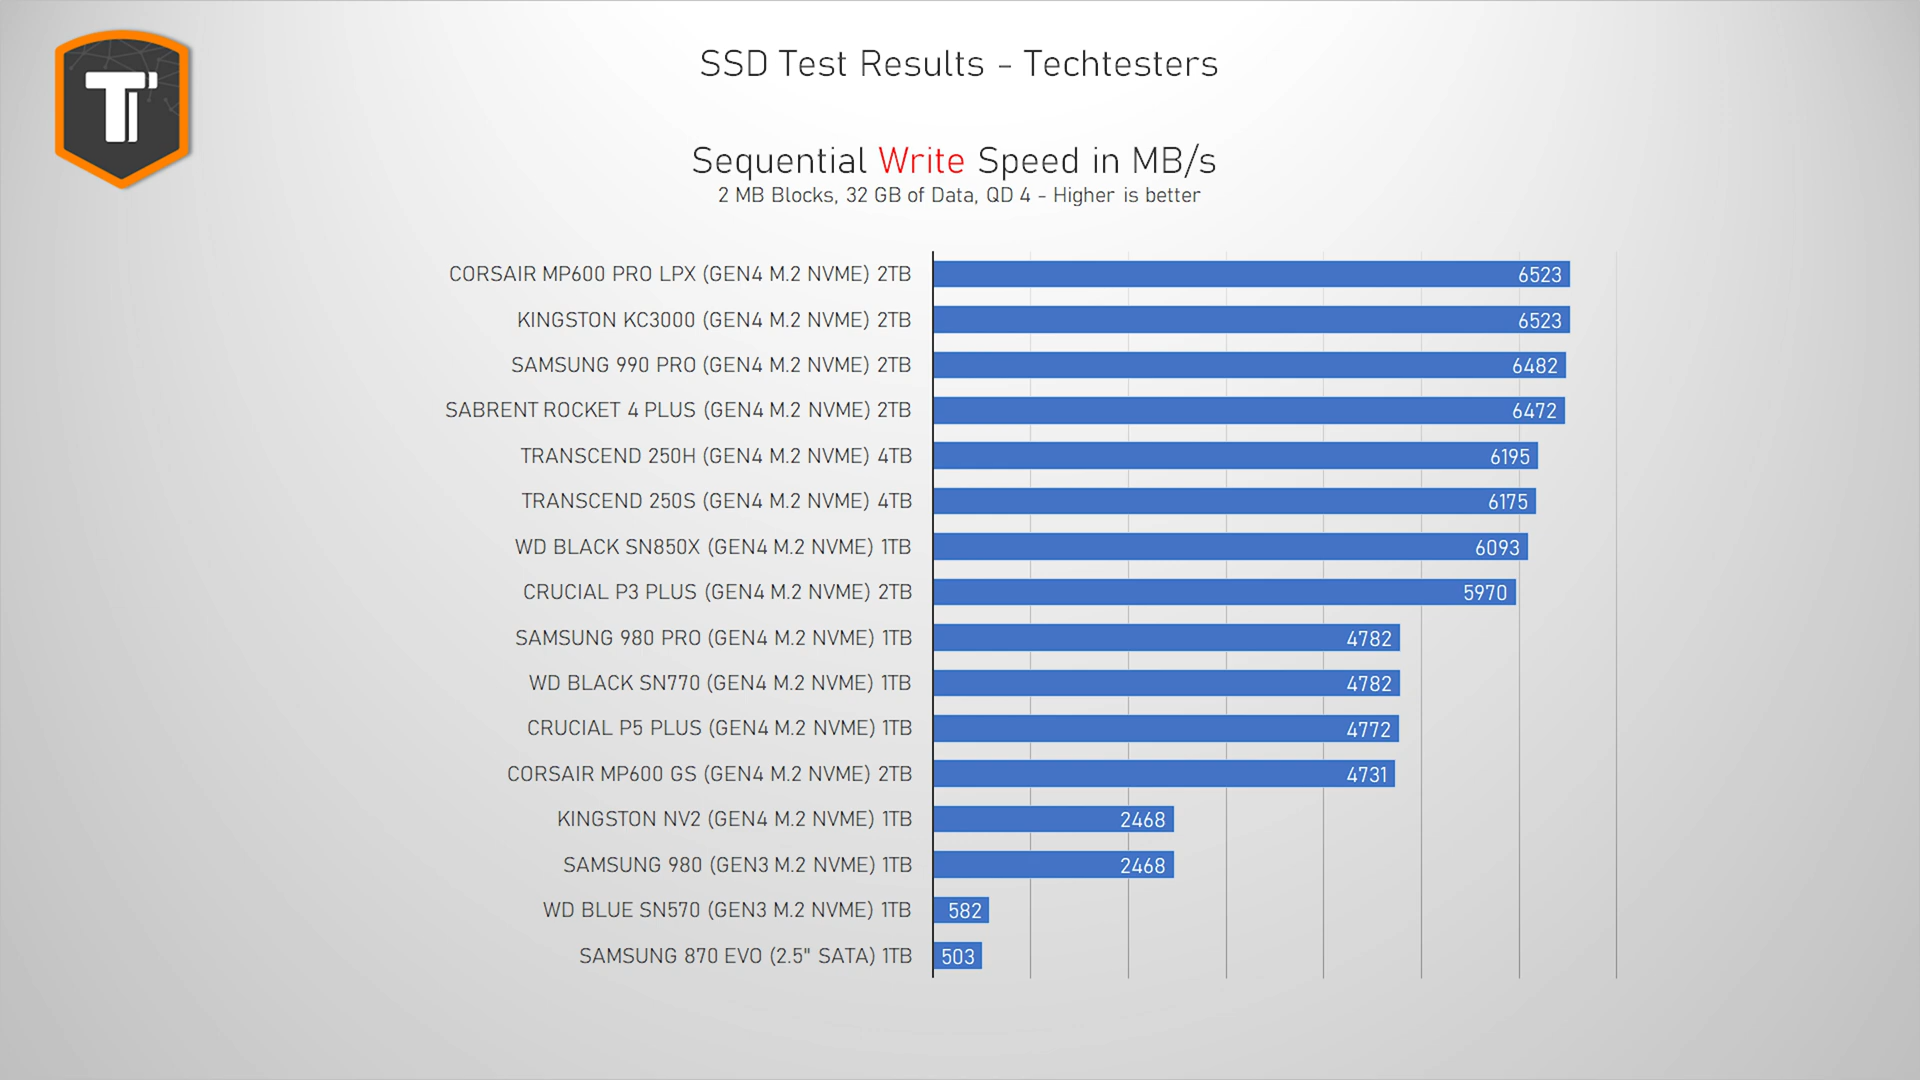 SSD Test Results - Techtesters
Sequential Write Speed in MB/s
2 MB Blocks, 32 GB of Data, QD 4 - Higher is better
CORSAIR MP600 PRO LPX (GEN4 M.2 NVME) 2TB 6523
KINGSTON KC3000 (GEN4 M.2 NVME) 2TB 6523
SAMSUNG 990 PRO (GEN4 M.2 NVME) 2TB 6482
SABRENT ROCKET 4 PLUS (GEN4 M.2 NVME) 2TB 6472
TRANSCEND 250H (GEN4 M.2 NVME) 4TB 6195
TRANSCEND 250S (GEN4 M.2 NVME) 4TB 6175
WD BLACK SN850X (GEN4 M.2 NVME) 1TB 6093
CRUCIAL P3 PLUS (GEN4 M.2 NVME) 2TB 5970
SAMSUNG 980 PRO (GEN4 M.2 NVME) 1TB 4782
WD BLACK SN770 (GEN4 M.2 NVME) 1TB 4782
CRUCIAL P5 PLUS (GEN4 M.2 NVME) 1TB 4772
CORSAIR MP600 GS (GEN4 M.2 NVME) 2TB 4731
KINGSTON NV2 (GEN4 M.2 NVME) 1TB 2468
SAMSUNG 980 (GEN3 M.2 NVME) 1TB 2468
WD BLUE SN570 (GEN3 M.2 NVME) 1TB 582
SAMSUNG 870 EVO (2.5" SATA) 1TB 503